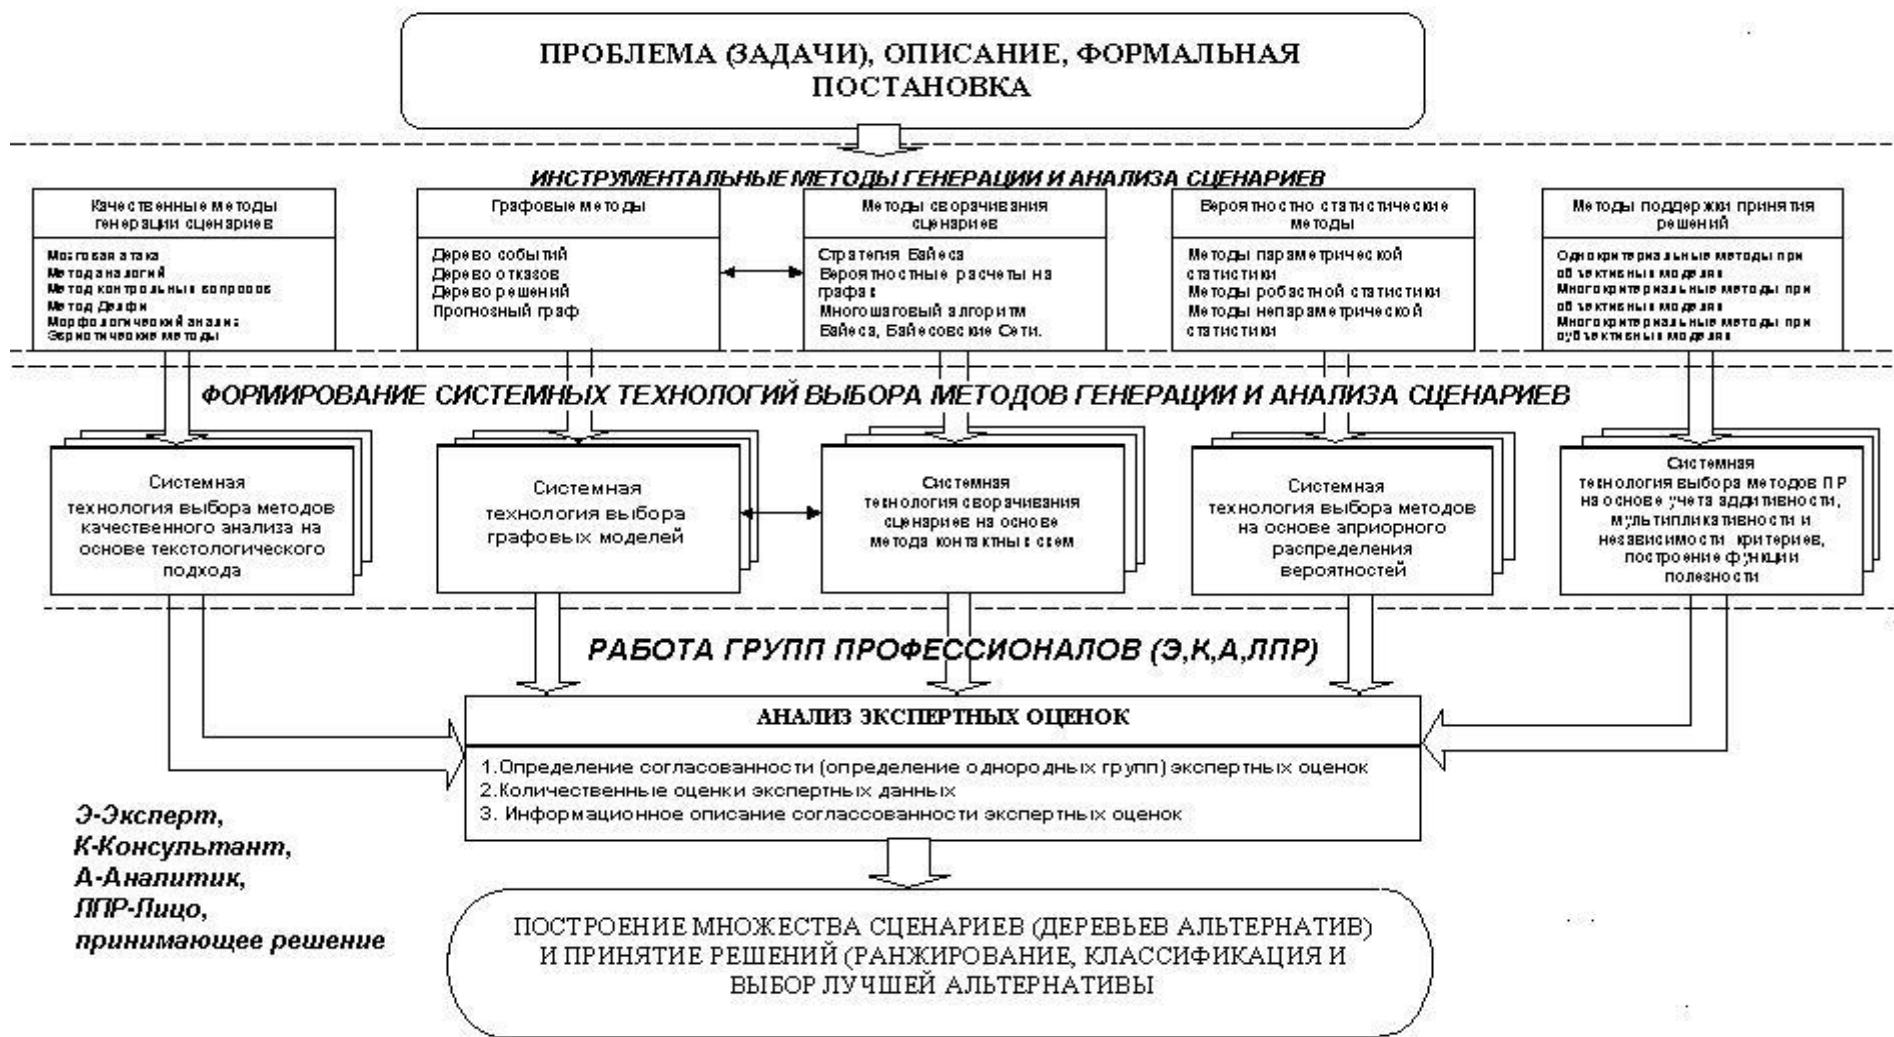 ПРОБЛЕМА (ЗАДАЧИ), ОПИСАНИЕ, ФОРМАЛЬНАЯ
ПОСТАНОВКА
ИНСТРУМЕНТАЛЬНЫЕ МЕТОДЫ ГЕНЕРАЦИИ И АНАЛИЗА СЦЕНАРИЕВ
Качественные методы
генерации сценариев
Мозговая атака
Метод аналогий
Метод контрольные вопросов
Метод Делфи
Морфологический анализ
Эвристические методы
Графовые методы
Дерево событий
Дерево отказов
Дерево решений
Прогнозный граф
Методы сворачивания
сценариев
Стратегия Байеса
Вероятностные расчеты на
графах
Многошаговый алгоритм
Байеса, Байесовские Сети.
Вероятностно статистические
методы
Методы параметрической
статистики
Методы робастной статистики
Методы непараметрической
статистики
Методы поддержки принятия
решений
Однокритериальные методы при
объективных моделях
Многокритериальные методы при
объективных моделях
Многокритериальные методы при
субъективных моделях
ФОРМИРОВАНИЕ СИСТЕМНЫХ ТЕХНОЛОГИЙ ВЫБОРА МЕТОДОВ ГЕНЕРАЦИИ И АНАЛИЗА СЦЕНАРИЕВ
Системная
технология выбора методов
качественного анализа на
основе текстологического
подхода
Системная
технология выбора
графовых моделей
Системная
технология сворачивания
сценариев на основе
метода контактных схем
Системная
технология выбора методов
на основе априорного
распределения
вероятностей
Системная
технология выбора методов ПР
на основе учета аддитивности,
мультипликативности и
независимости критериев,
построение функции
полезности
РАБОТА ГРУПП ПРОФЕССИОНАЛОВ (Э,К,А,ЛПР)
АНАЛИЗ ЭКСПЕРТНЫХ ОЦЕНОК
1.Определение согласованности (определение однородных групп) экспертных оценок
2.Количественные оценки экспертных данных
3. Информационное описание соглассованности экспертных оценок
Э-Эксперт,
К-Консультант,
А-Аналитик,
ЛПР-Лицо,
принимающее решение
ПОСТРОЕНИЕ МНОЖЕСТВА СЦЕНАРИЕВ (ДЕРЕВЬЕВ АЛЬТЕРНАТИВ)
И ПРИНЯТИЕ РЕШЕНИЙ (РАНЖИРОВАНИЕ, КЛАССИФИКАЦИЯ И
ВЫБОР ЛУЧШЕЙ АЛЬТЕРНАТИВЫ